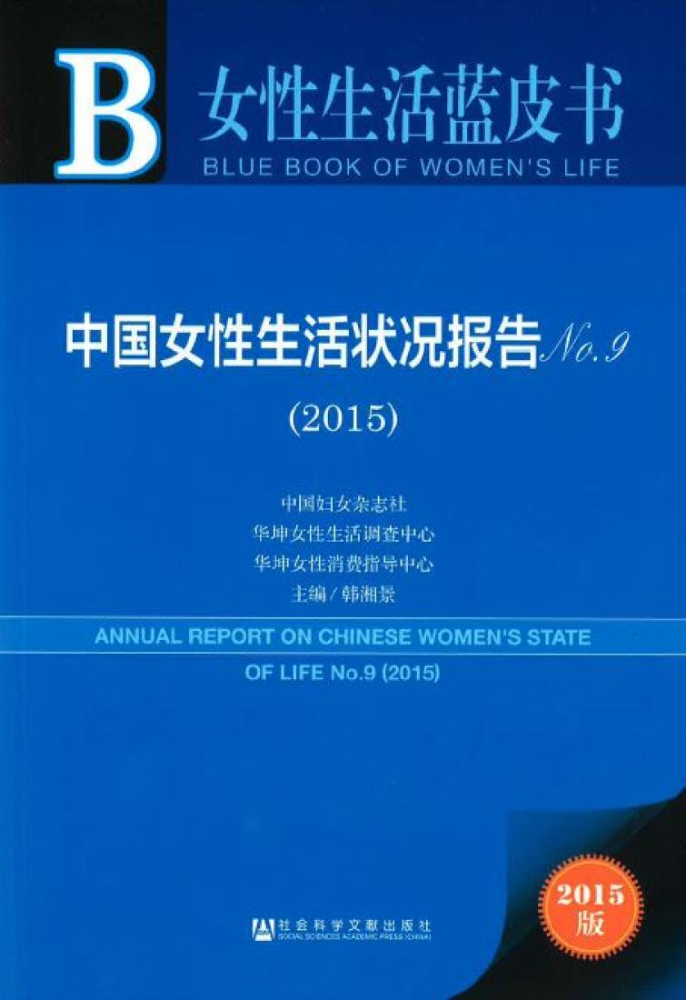 B
女性生活蓝皮书
BLUE BOOK OF WOMEN'S LIFE
中国女性生活状况报告 No.9
(2015)
中国妇女杂志社
华坤女性生活调查中心
华坤女性消费指导中心
主编/韩湘景
ANNUAL REPORT ON CHINESE WOMEN'S STATE
OF LIFE No.9 (2015)
2015
版
社会科学文献出版社
SOCIAL SCIENCES ACADEMIC PRESS (CHINA)